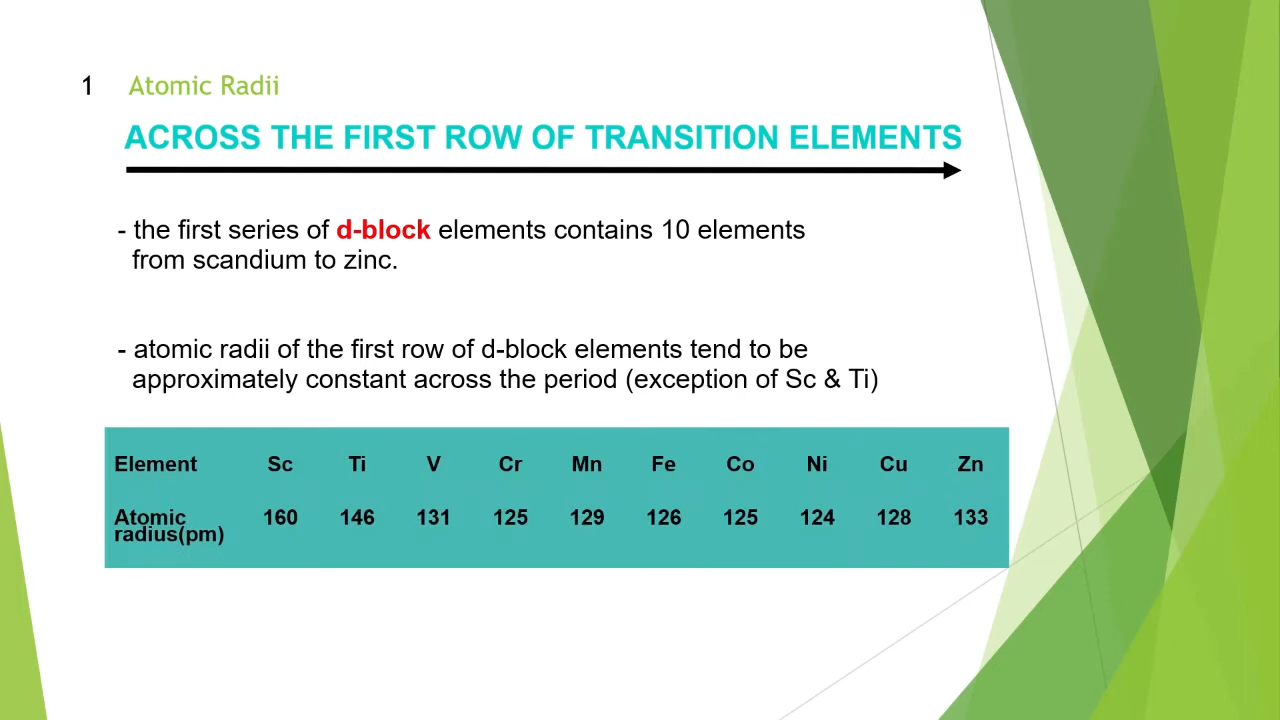 1 Atomic Radii
ACROSS THE FIRST ROW OF TRANSITION ELEMENTS
- the first series of d-block elements contains 10 elements
from scandium to zinc.
- atomic radii of the first row of d-block elements tend to be
approximately constant across the period (exception of Sc & Ti)
Element Sc Ti V Cr Mn Fe Co Ni Cu Zn
Atomic 160 146 131 125 129 126 125 124 128 133
radius(pm)